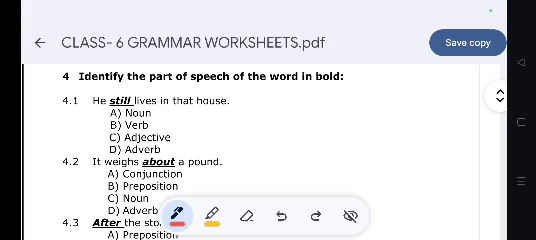 CLASS- 6 GRAMMAR WORKSHEETS.pdf
Save copy
4 Identify the part of speech of the word in bold:
4.1 He still lives in that house.
A) Noun
B) Verb
C) Adjective
D) Adverb
4.2 It weighs about a pound.
A) Conjunction
B) Preposition
C) Noun
D) Adverb
4.3 After the
A) Preposition